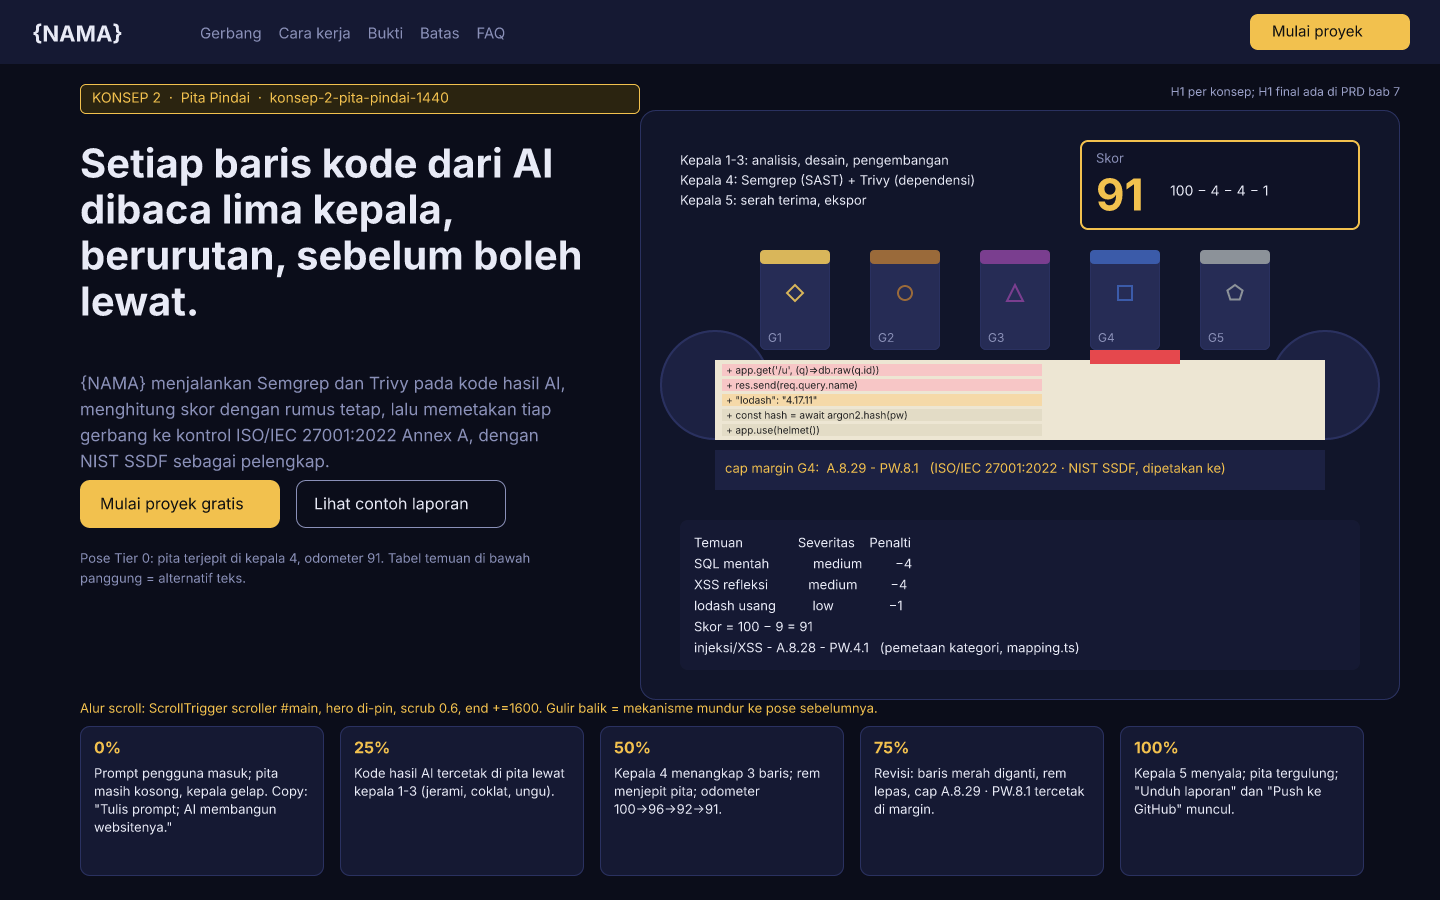 {NAMA}
Gerbang Cara kerja Bukti Batas FAQ
Mulai proyek
KONSEP 2 · Pita Pindai · konsep-2-pita-pindai-1440
H1 per konsep; H1 final ada di PRD bab 7
Setiap baris kode dari AI
dibaca lima kepala,
berurutan, sebelum boleh
lewat.
{NAMA} menjalankan Semgrep dan Trivy pada kode hasil AI,
menghitung skor dengan rumus tetap, lalu memetakan tiap
gerbang ke kontrol ISO/IEC 27001:2022 Annex A, dengan
NIST SSDF sebagai pelengkap.
Mulai proyek gratis
Lihat contoh laporan
Pose Tier 0: pita terjepit di kepala 4, odometer 91. Tabel temuan di bawah
panggung = alternatif teks.
Kepala 1-3: analisis, desain, pengembangan
Kepala 4: Semgrep (SAST) + Trivy (dependensi)
Kepala 5: serah terima, ekspor
Skor
91
100 − 4 − 4 − 1
G1
G2
G3
G4
G5
+ app.get('/u', (q)=>db.raw(q.id))
+ res.send(req.query.name)
+ "lodash": "4.17.11"
+ const hash = await argon2.hash(pw)
+ app.use(helmet())
cap margin G4: A.8.29 - PW.8.1 (ISO/IEC 27001:2022 · NIST SSDF, dipetakan ke)
Temuan Severitas Penalti
SQL mentah medium −4
XSS refleksi medium −4
lodash usang low −1
Skor = 100 − 9 = 91
injeksi/XSS - A.8.28 - PW.4.1 (pemetaan kategori, mapping.ts)
Alur scroll: ScrollTrigger scroller #main, hero di-pin, scrub 0.6, end +=1600. Gulir balik = mekanisme mundur ke pose sebelumnya.
0%
Prompt pengguna masuk; pita
masih kosong, kepala gelap. Copy:
"Tulis prompt; AI membangun
websitenya."
25%
Kode hasil AI tercetak di pita lewat
kepala 1-3 (jerami, coklat, ungu).
50%
Kepala 4 menangkap 3 baris; rem
menjepit pita; odometer
100→96→92→91.
75%
Revisi: baris merah diganti, rem
lepas, cap A.8.29 · PW.8.1 tercetak
di margin.
100%
Kepala 5 menyala; pita tergulung;
"Unduh laporan" dan "Push ke
GitHub" muncul.